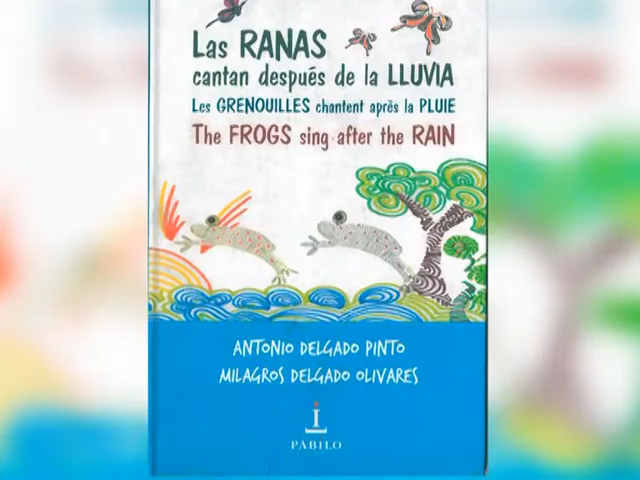 Las RANAS
cantan después de la LLUVIA
Les GRENOUILLES chantent après la PLUIE
The FROGS sing after the RAIN
ANTONIO DELGADO PINTO
MILAGROS DELGADO OLIVARES
PÁBILO